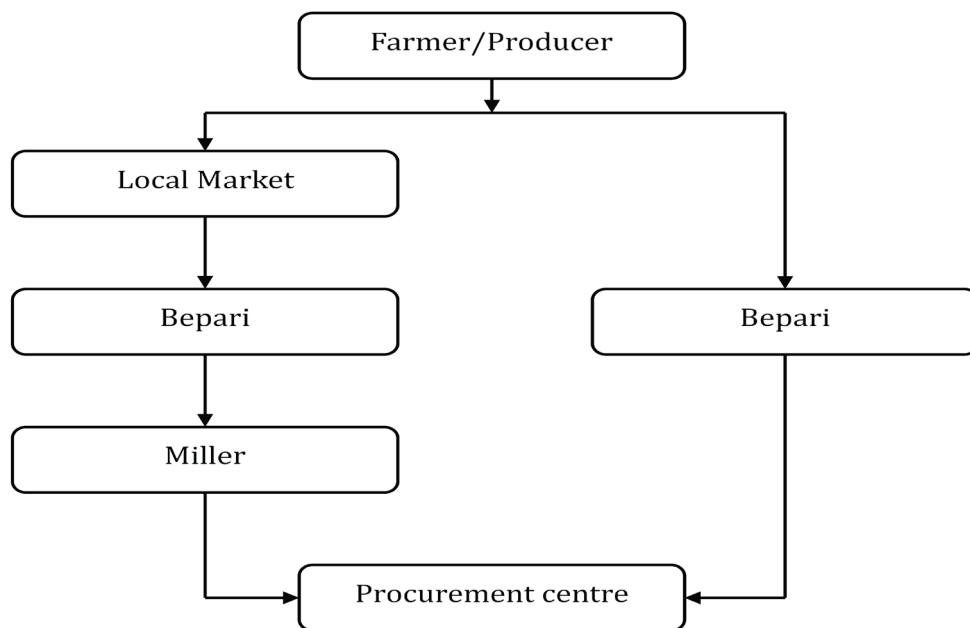 Farmer/Producer
Local Market
Bepari
Bepari
Miller
Procurement centre